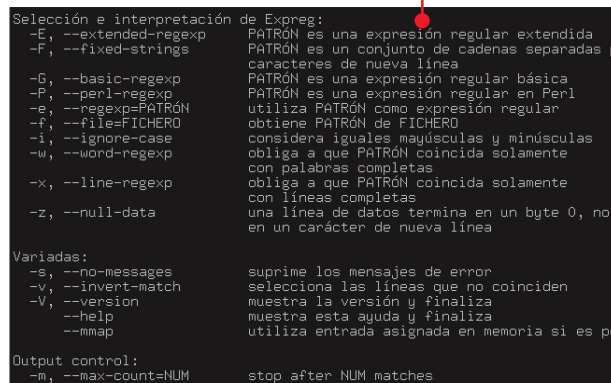 Selección e interpretación de Expreg:
-E, --extended-regexp PATRÓN es una expresión regular extendida
-F, --fixed-strings PATRÓN es un conjunto de cadenas separadas
caracteres de nueva línea
-G, --basic-regexp PATRÓN es una expresión regular básica
-P, --perl-regexp PATRÓN es una expresión regular en Perl
-e, --regexp=PATRÓN utiliza PATRÓN como expresión regular
-f, --file=FICHERO obtiene PATRÓN de FICHERO
-i, --ignore-case considera iguales mayúsculas y minúsculas
-w, --word-regexp obliga a que PATRÓN coincida solamente
con palabras completas
-x, --line-regexp obliga a que PATRÓN coincida solamente
con líneas completas
-z, --null-data una línea de datos termina en un byte 0, no
en un carácter de nueva línea
Variadas:
-s, --no-messages suprime los mensajes de error
-v, --invert-match selecciona las líneas que no coinciden
-V, --version muestra la versión y finaliza
--help muestra esta ayuda y finaliza
--mmap utiliza entrada asignada en memoria si es
Output control:
-m, --max-count=NUM stop after NUM matches